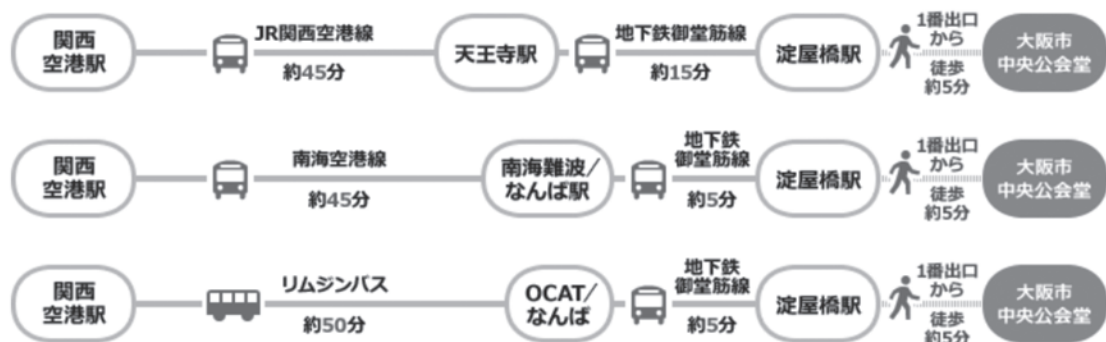 関西
空港駅
JR関西空港線
約45分
天王寺駅
地下鉄御堂筋線
約15分
淀屋橋駅
1番出口
から
徒歩
約5分
大阪市
中央公会堂
関西
空港駅
南海空港線
約45分
南海難波/
なんば駅
地下鉄
御堂筋線
約5分
淀屋橋駅
1番出口
から
徒歩
約5分
大阪市
中央公会堂
関西
空港駅
リムジンバス
約50分
OCAT/
なんば
地下鉄
御堂筋線
約5分
淀屋橋駅
1番出口
から
徒歩
約5分
大阪市
中央公会堂